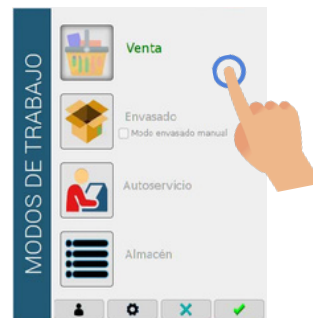 MODOS DE TRABAJO
Venta
Envasado
Modo envasado manual
Autoservicio
Almacén